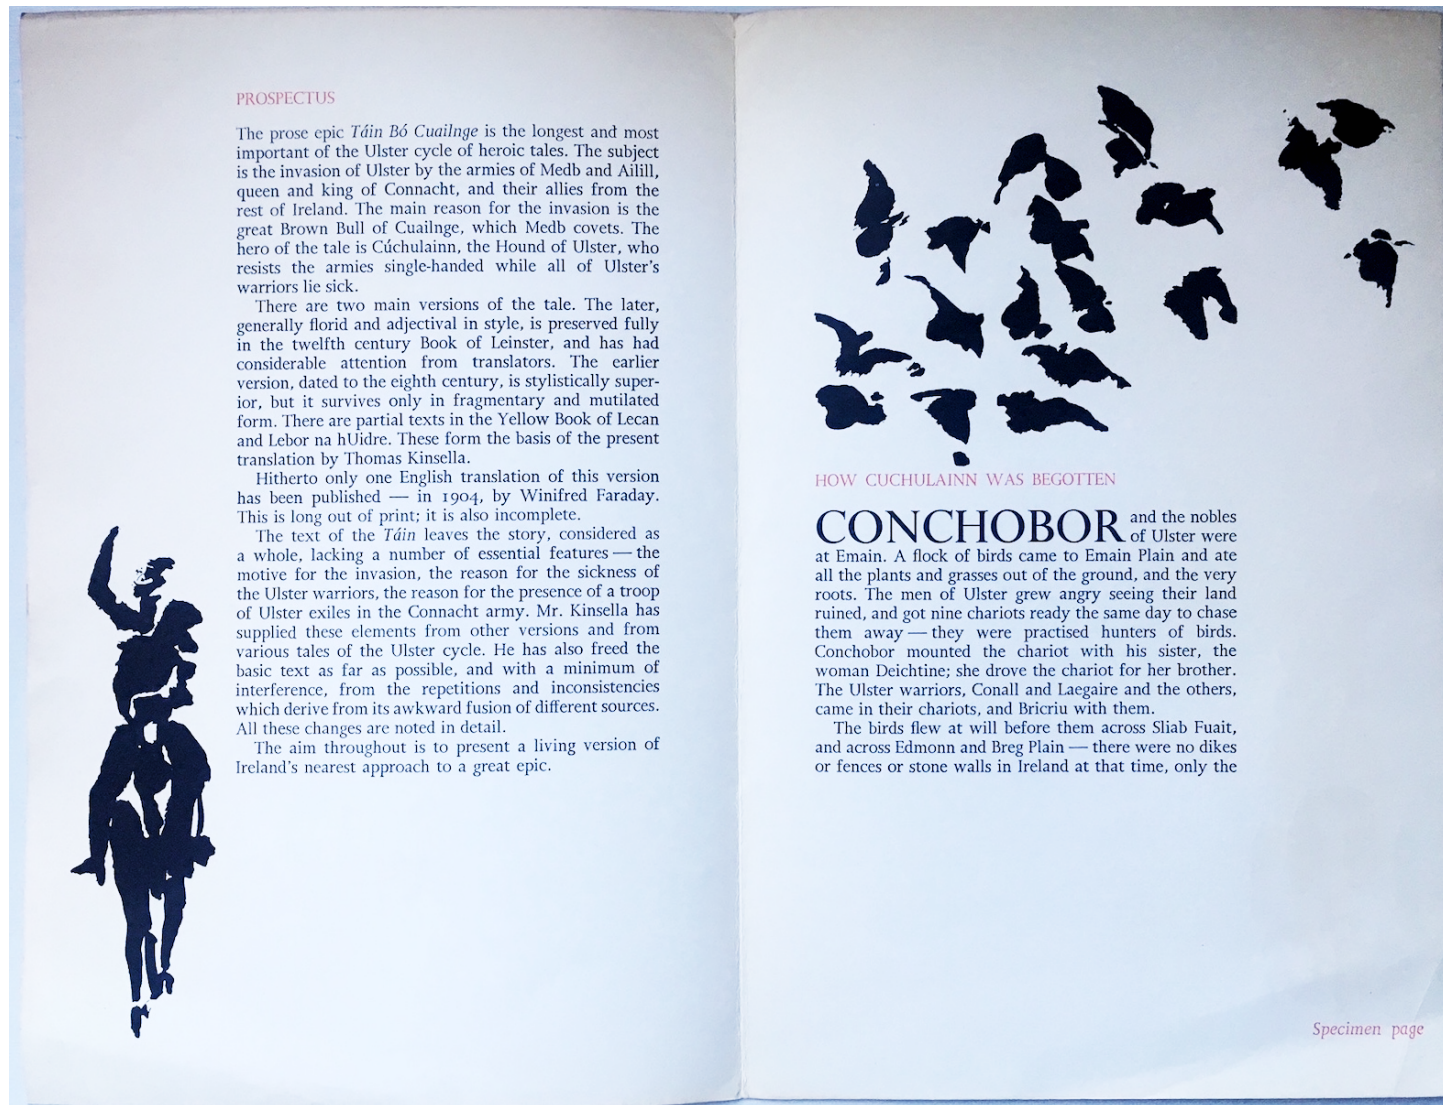 PROSPECTUS
The prose epic Táin Bó Cuailnge is the longest and most
important of the Ulster cycle of heroic tales. The subject
is the invasion of Ulster by the armies of Medb and Ailill,
queen and king of Connacht, and their allies from the
rest of Ireland. The main reason for the invasion is the
great Brown Bull of Cuailnge, which Medb covets. The
hero of the tale is Cúchulainn, the Hound of Ulster, who
resists the armies single-handed while all of Ulster's
warriors lie sick.
There are two main versions of the tale. The later,
generally florid and adjectival in style, is preserved fully
in the twelfth century Book of Leinster, and has had
considerable attention from translators. The earlier
version, dated to the eighth century, is stylistically super-
ior, but it survives only in fragmentary and mutilated
form. There are partial texts in the Yellow Book of Lecan
and Lebor na hUidre. These form the basis of the present
translation by Thomas Kinsella.
Hitherto only one English translation of this version
has been published — in 1904, by Winifred Faraday.
This is long out of print; it is also incomplete.
The text of the Táin leaves the story, considered as
a whole, lacking a number of essential features — the
motive for the invasion, the reason for the sickness of
the Ulster warriors, the reason for the presence of a troop
of Ulster exiles in the Connacht army. Mr. Kinsella has
supplied these elements from other versions and from
various tales of the Ulster cycle. He has also freed the
basic text as far as possible, and with a minimum of
interference, from the repetitions and inconsistencies
which derive from its awkward fusion of different sources.
All these changes are noted in detail.
The aim throughout is to present a living version of
Ireland's nearest approach to a great epic.
HOW CUCHULAINN WAS BEGOTTEN
CONCHOBOR and the nobles
of Ulster were
at Emain. A flock of birds came to Emain Plain and ate
all the plants and grasses out of the ground, and the very
roots. The men of Ulster grew angry seeing their land
ruined, and got nine chariots ready the same day to chase
them away — they were practised hunters of birds.
Conchobor mounted the chariot with his sister, the
woman Deichtine; she drove the chariot for her brother.
The Ulster warriors, Conall and Laegaire and the others,
came in their chariots, and Bricriu with them.
The birds flew at will before them across Sliab Fuait,
and across Edmonn and Breg Plain — there were no dikes
or fences or stone walls in Ireland at that time, only the
Specimen page